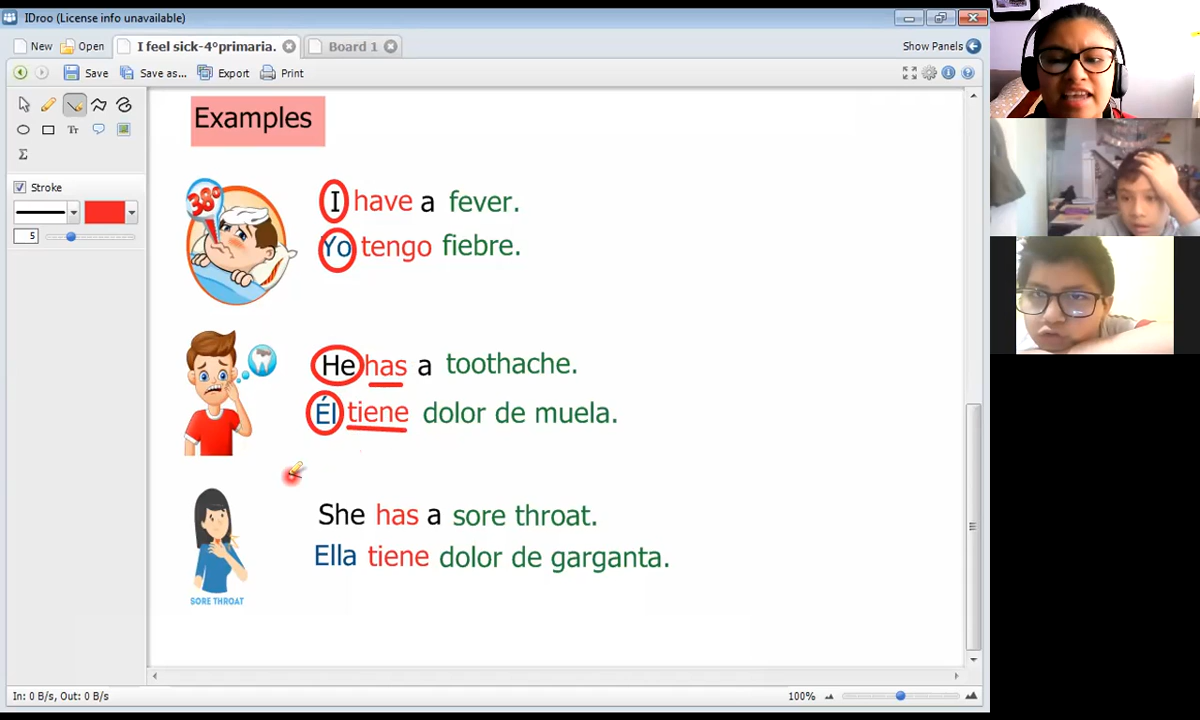 IDroo (License info unavailable)
New Open I feel sick-4°primaria. Board 1 Show Panels
Save Save as... Export Print
Tт
Σ
Stroke
5
Examples
38°
I have a fever.
Yo tengo fiebre.
He has a toothache.
Él tiene dolor de muela.
She has a sore throat.
Ella tiene dolor de garganta.
SORE THROAT
In: 0 B/s, Out: 0 B/s 100%